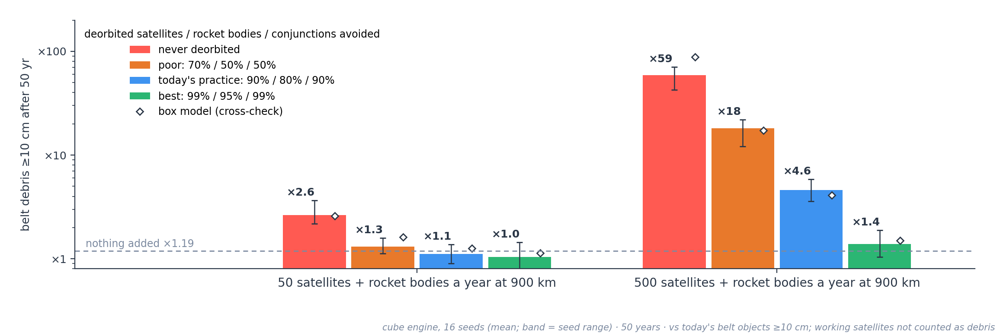 deorbited satellites / rocket bodies / conjunctions avoided
never deorbited
poor: 70% / 50% / 50%
today's practice: 90% / 80% / 90%
best: 99% / 95% / 99%
box model (cross-check)
belt debris ≥10 cm after 50 yr
×100
×10
×1
nothing added ×1.19
×2.6
×1.3
×1.1
×1.0
×59
×18
×4.6
×1.4
50 satellites + rocket bodies a year at 900 km
500 satellites + rocket bodies a year at 900 km
cube engine, 16 seeds (mean; band = seed range) · 50 years · vs today's belt objects ≥10 cm; working satellites not counted as debris